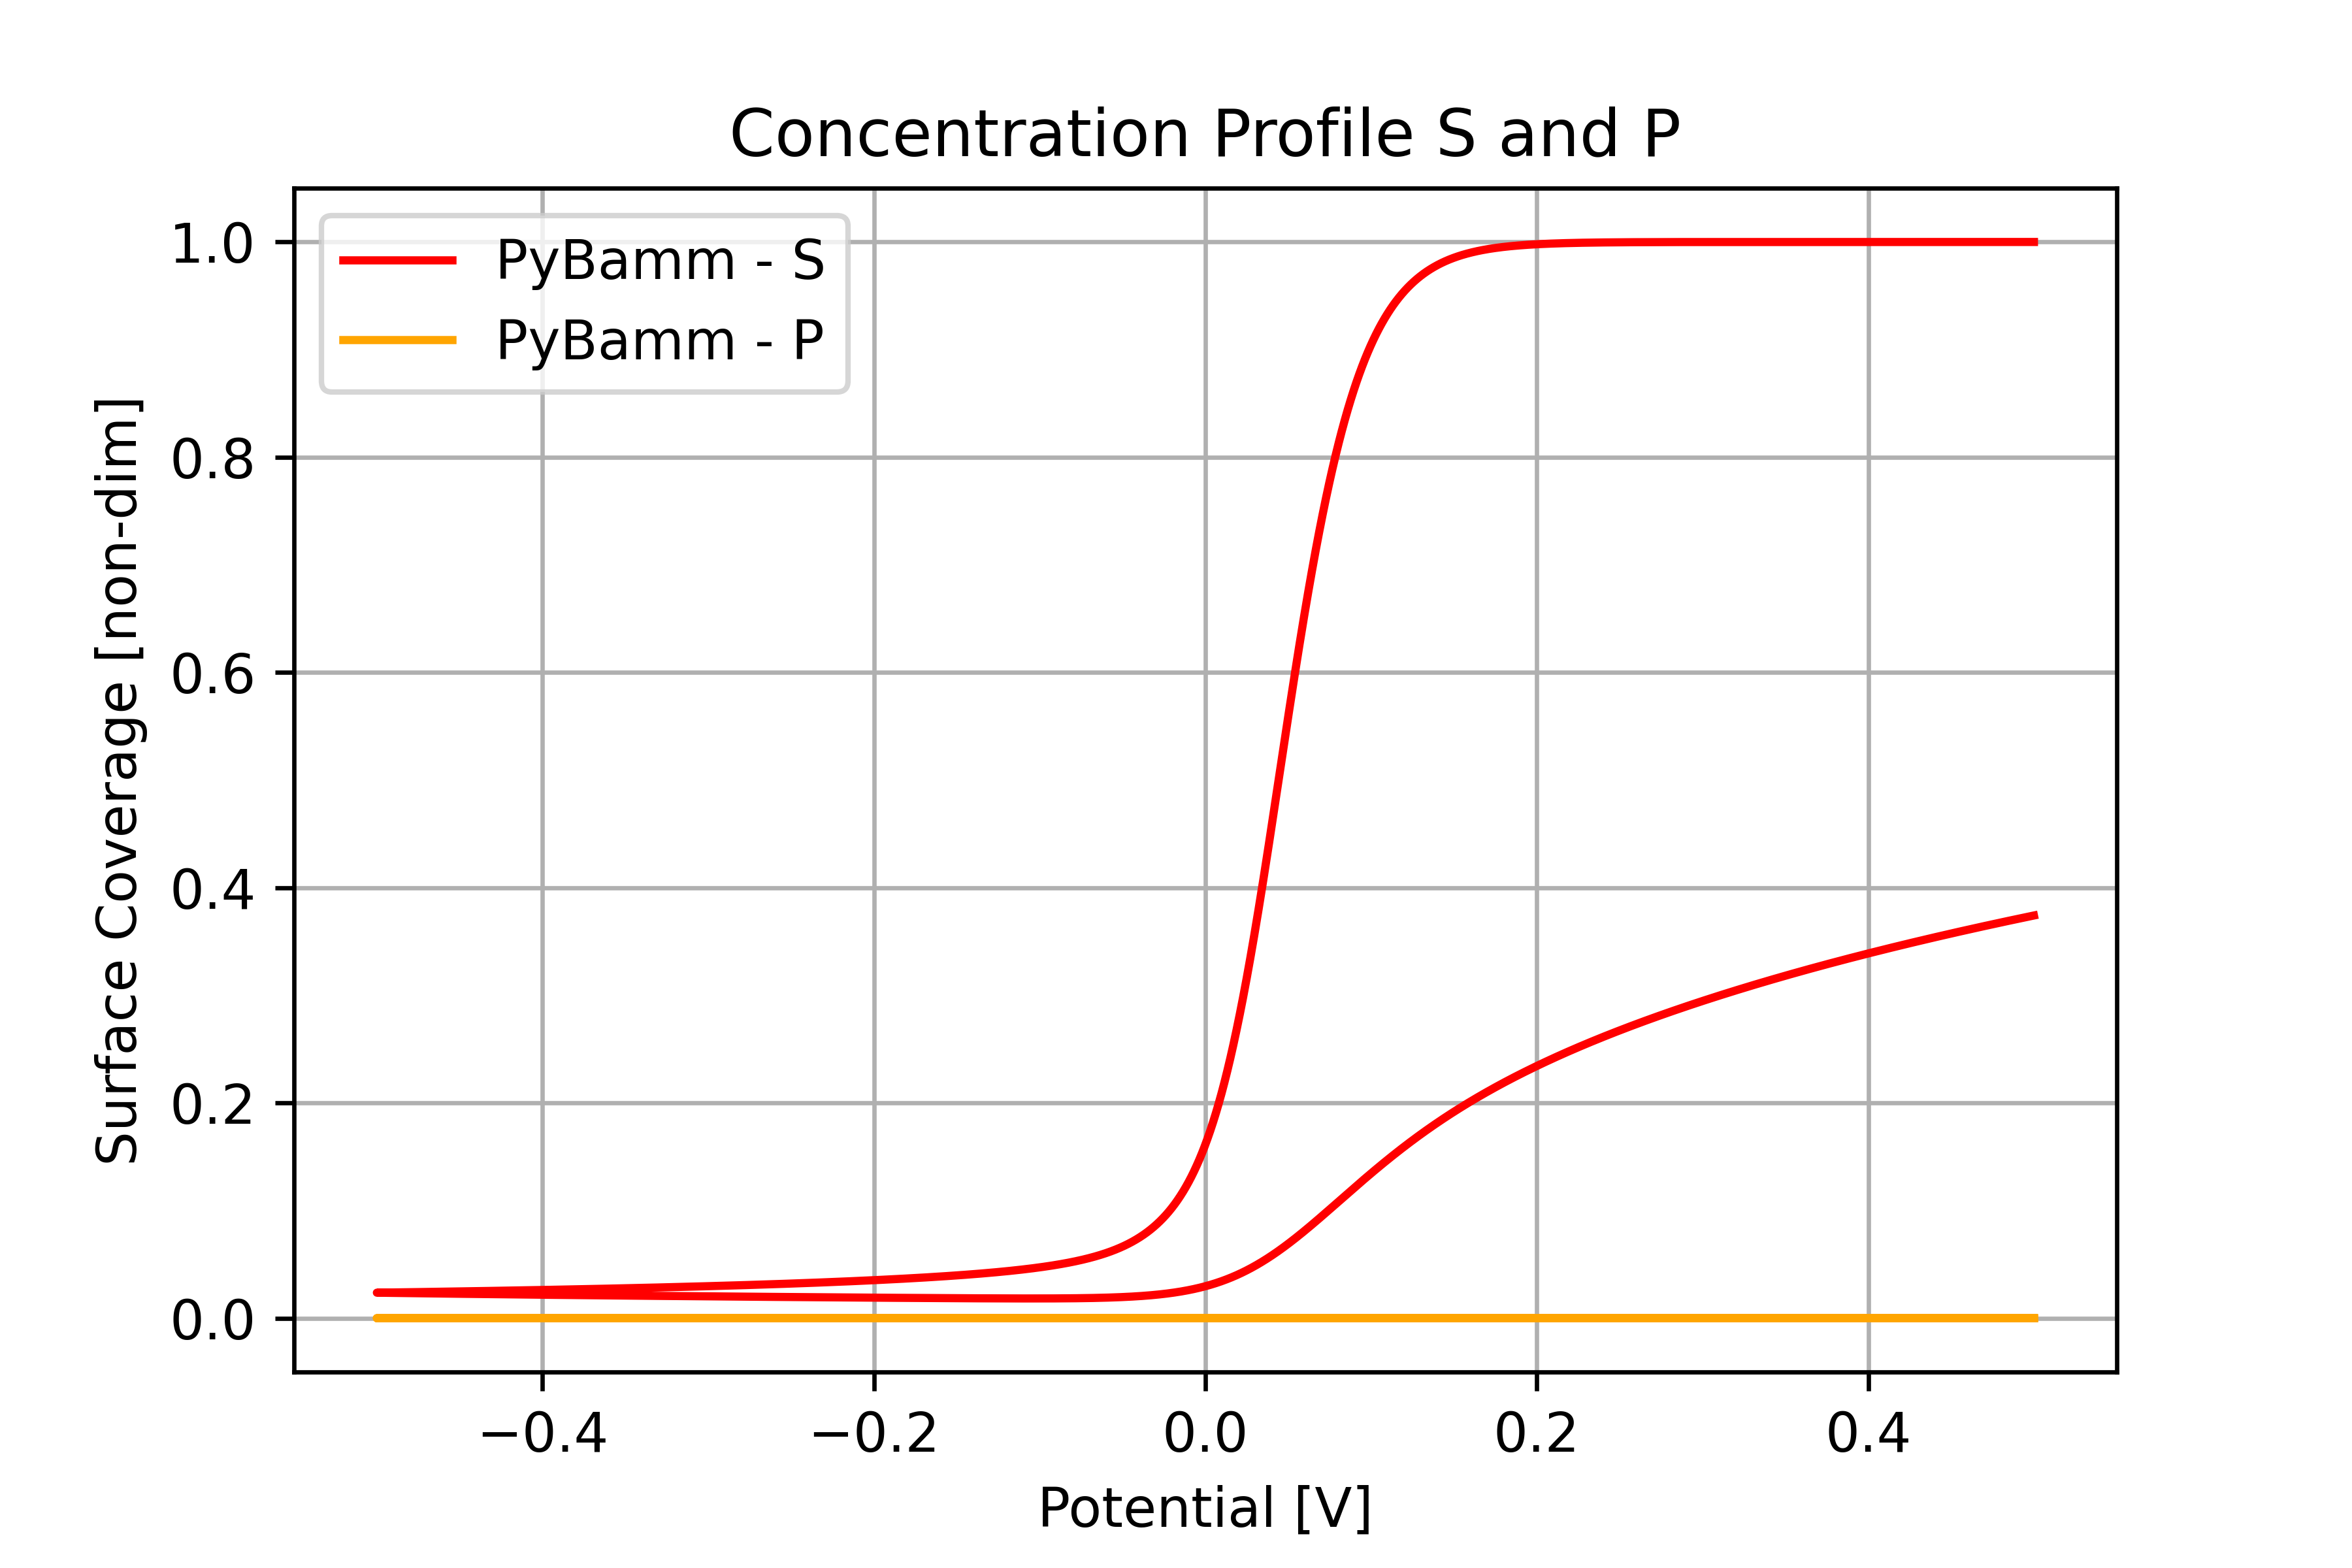 Concentration Profile S and P
PyBamm - S
PyBamm - P
Surface Coverage [non-dim]
1.0
0.8
0.6
0.4
0.2
0.0
−0.4
−0.2
0.0
0.2
0.4
Potential [V]